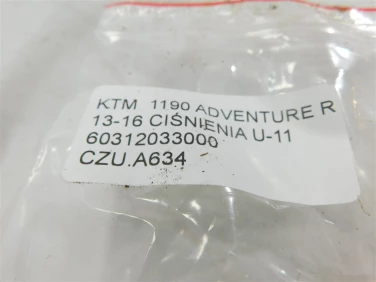 KTM 1190 ADVENTURE R
13-16 CIŚNIENIA U-11
60312033000
CZU.A634